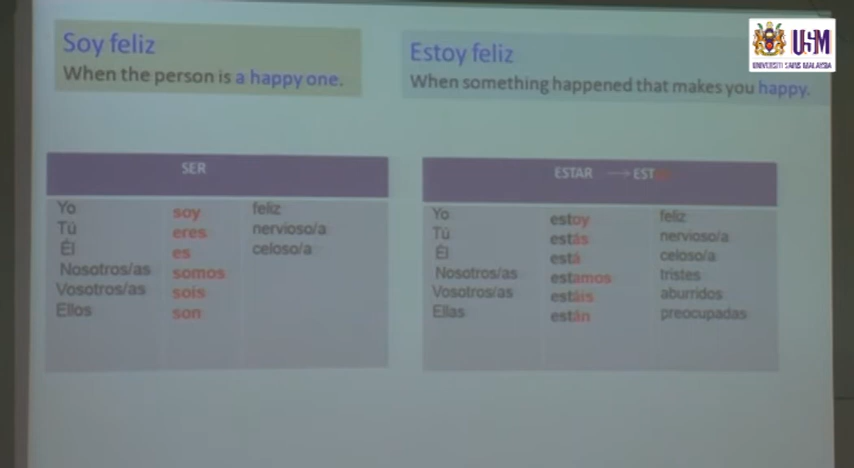 Soy feliz
When the person is a happy one.
Estoy feliz
When something happened that makes you happy.
USM
UNIVERSITI SAINS MALAYSIA
SER
Yo soy feliz
Tú eres nervioso/a
Él es celoso/a
Nosotros/as somos
Vosotros/as sois
Ellos son
ESTAR → EST
Yo estoy feliz
Tú estás nervioso/a
Él está celoso/a
Nosotros/as estamos tristes
Vosotros/as estáis aburridos
Ellas están preocupadas